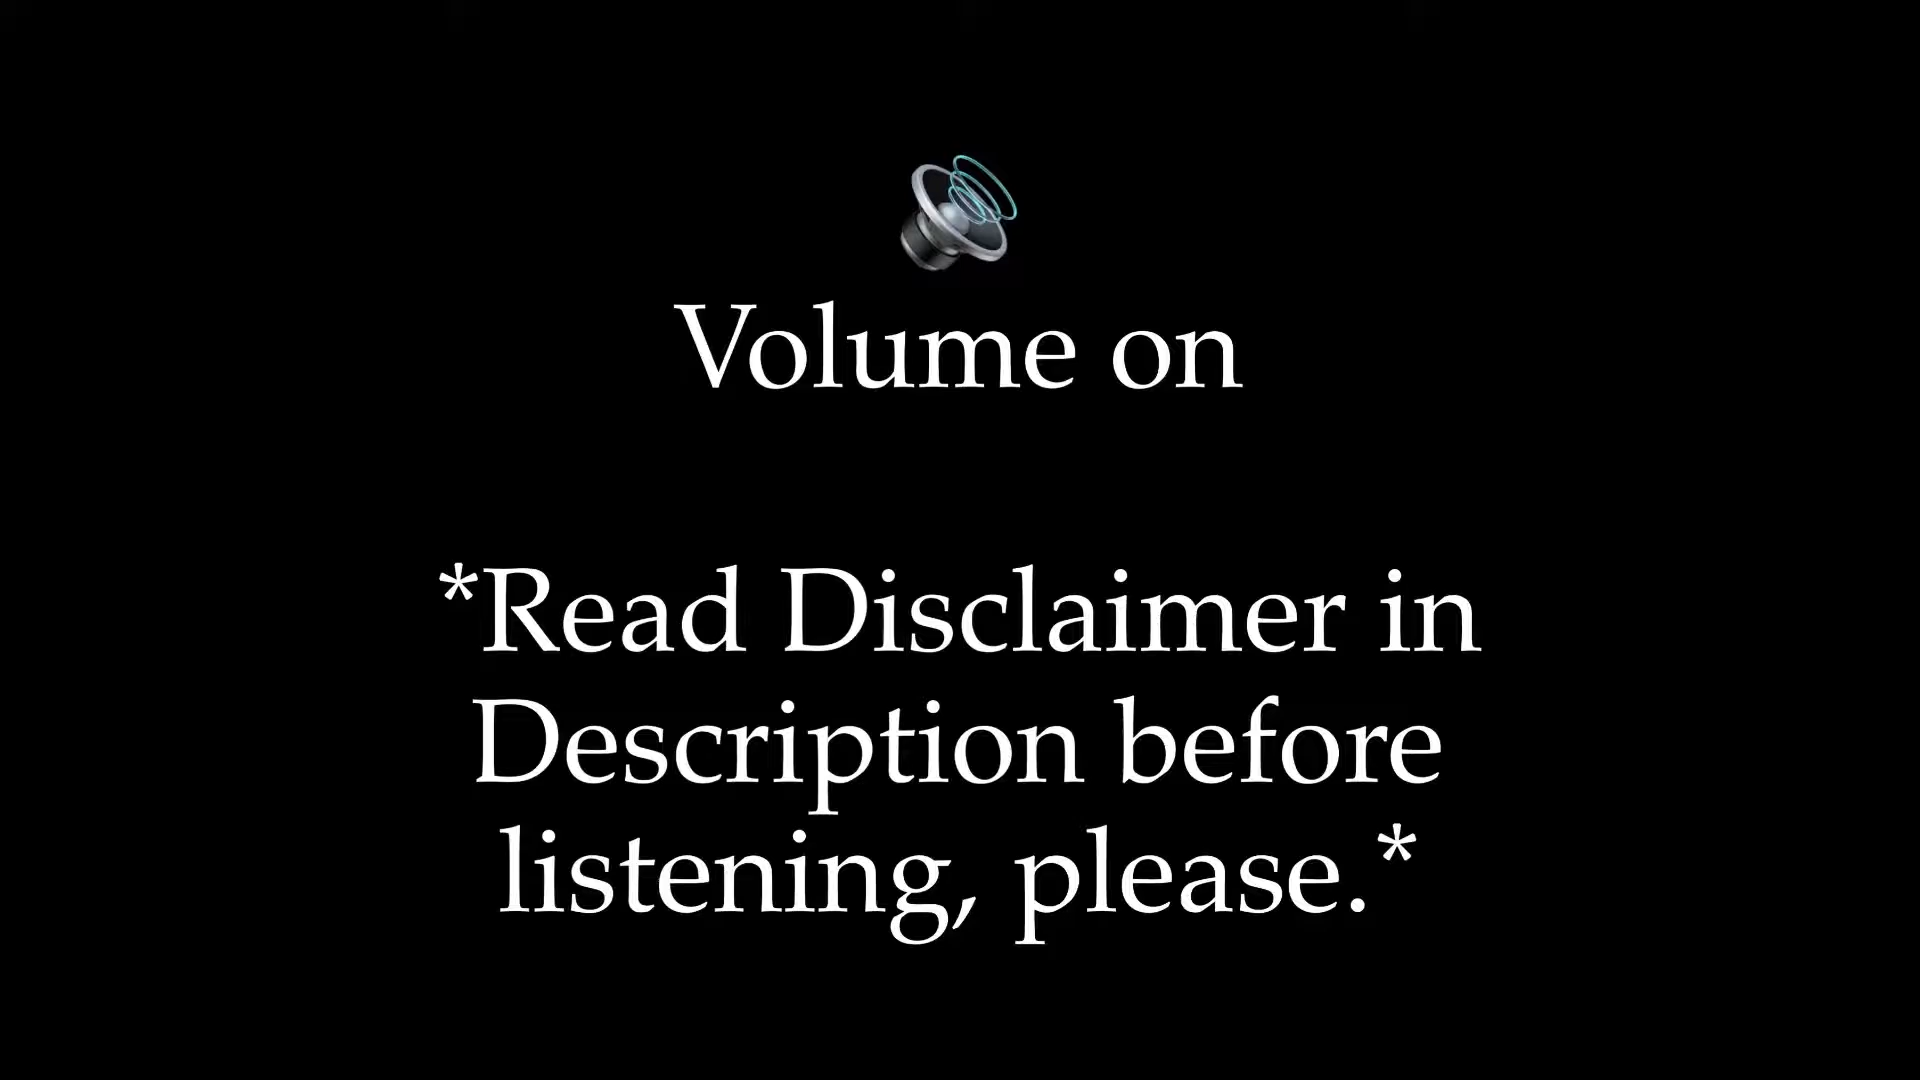 Volume on
*Read Disclaimer in
Description before
listening, please.*